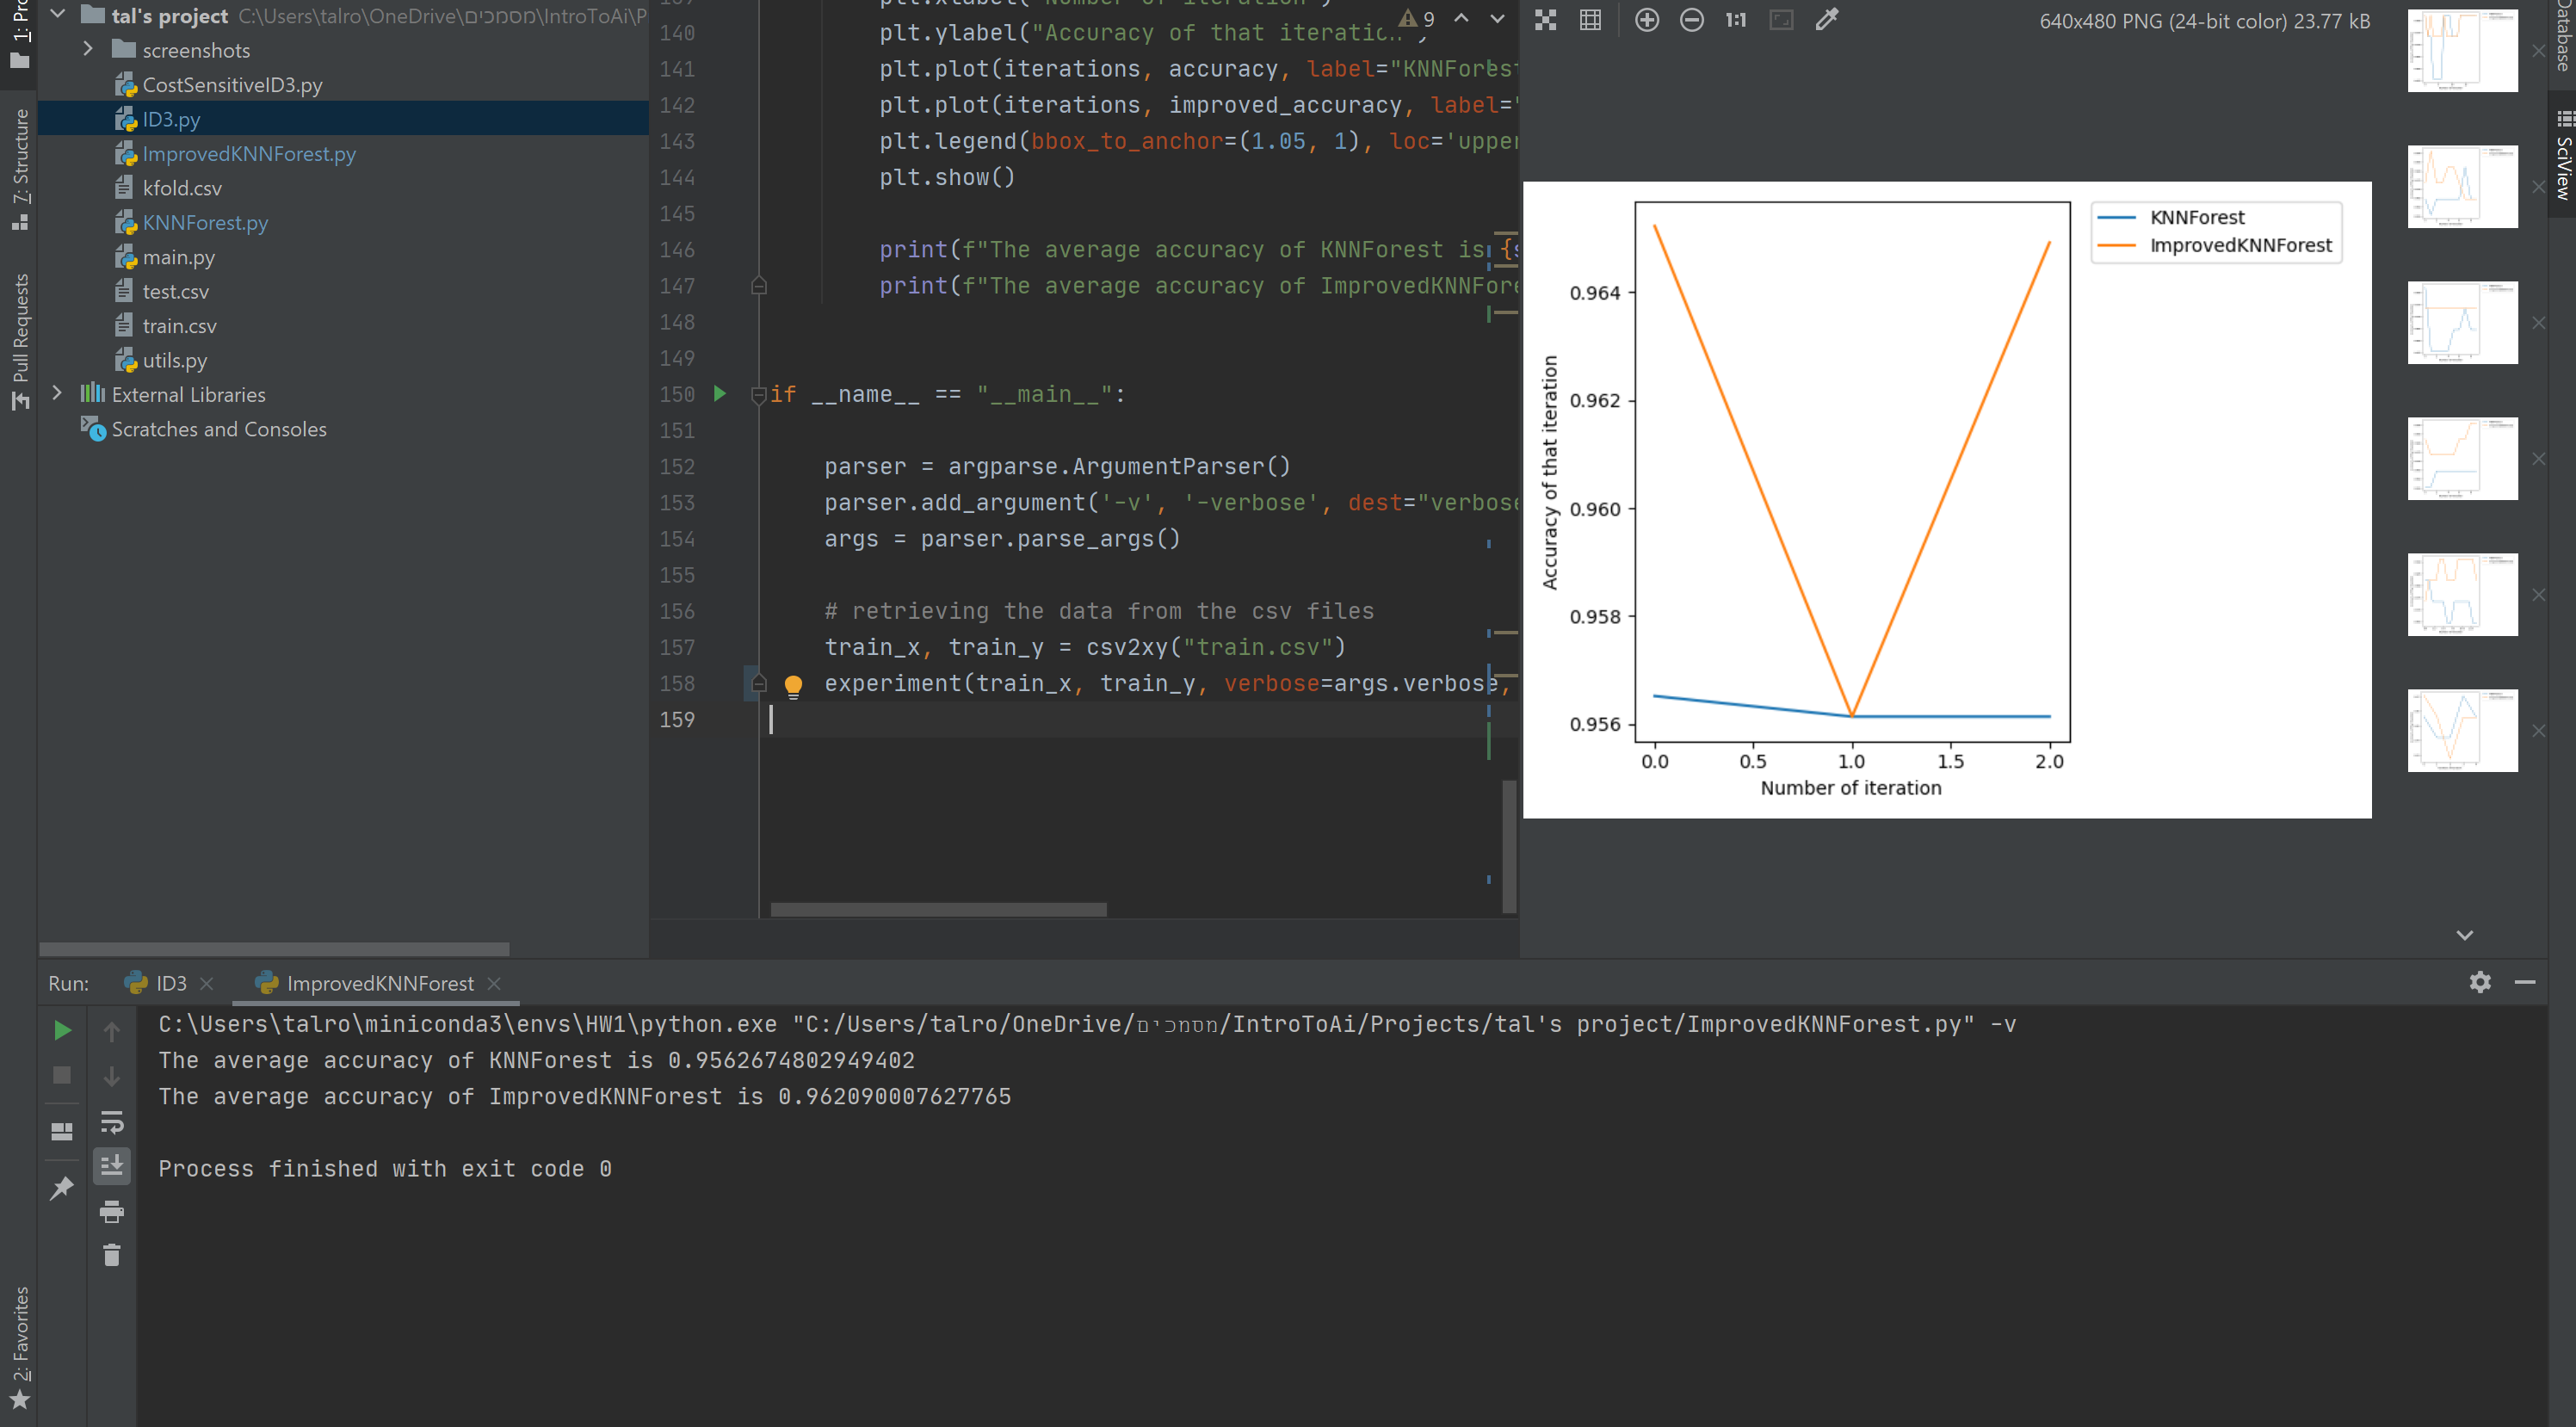 1: Pro
tal's project C:\Users\talro\OneDrive\מסמכים\IntroToAi\P
screenshots
CostSensitiveID3.py
ID3.py
ImprovedKNNForest.py
kfold.csv
KNNForest.py
main.py
test.csv
train.csv
utils.py
External Libraries
Scratches and Consoles
7: Structure
Pull Requests
2: Favorites
140 plt.ylabel("Accuracy of that iteratio
9
141 plt.plot(iterations, accuracy, label="KNNForest
142 plt.plot(iterations, improved_accuracy, label="
143 plt.legend(bbox_to_anchor=(1.05, 1), loc='upper
144 plt.show()
145
146 print(f"The average accuracy of KNNForest is {s
147 print(f"The average accuracy of ImprovedKNNFore
148
149
150 if __name__ == "__main__":
151
152 parser = argparse.ArgumentParser()
153 parser.add_argument('-v', '-verbose', dest="verbose
154 args = parser.parse_args()
155
156 # retrieving the data from the csv files
157 train_x, train_y = csv2xy("train.csv")
158 experiment(train_x, train_y, verbose=args.verbose,
159
1:1
640x480 PNG (24-bit color) 23.77 kB
KNNForest
ImprovedKNNForest
Accuracy of that iteration
0.964
0.962
0.960
0.958
0.956
0.0 0.5 1.0 1.5 2.0
Number of iteration
Database
SciView
Run: ID3 ImprovedKNNForest
C:\Users\talro\miniconda3\envs\HW1\python.exe "C:/Users/talro/OneDrive/מסמכים/IntroToAi/Projects/tal's project/ImprovedKNNForest.py" -v
The average accuracy of KNNForest is 0.9562674802949402
The average accuracy of ImprovedKNNForest is 0.962090007627765
Process finished with exit code 0